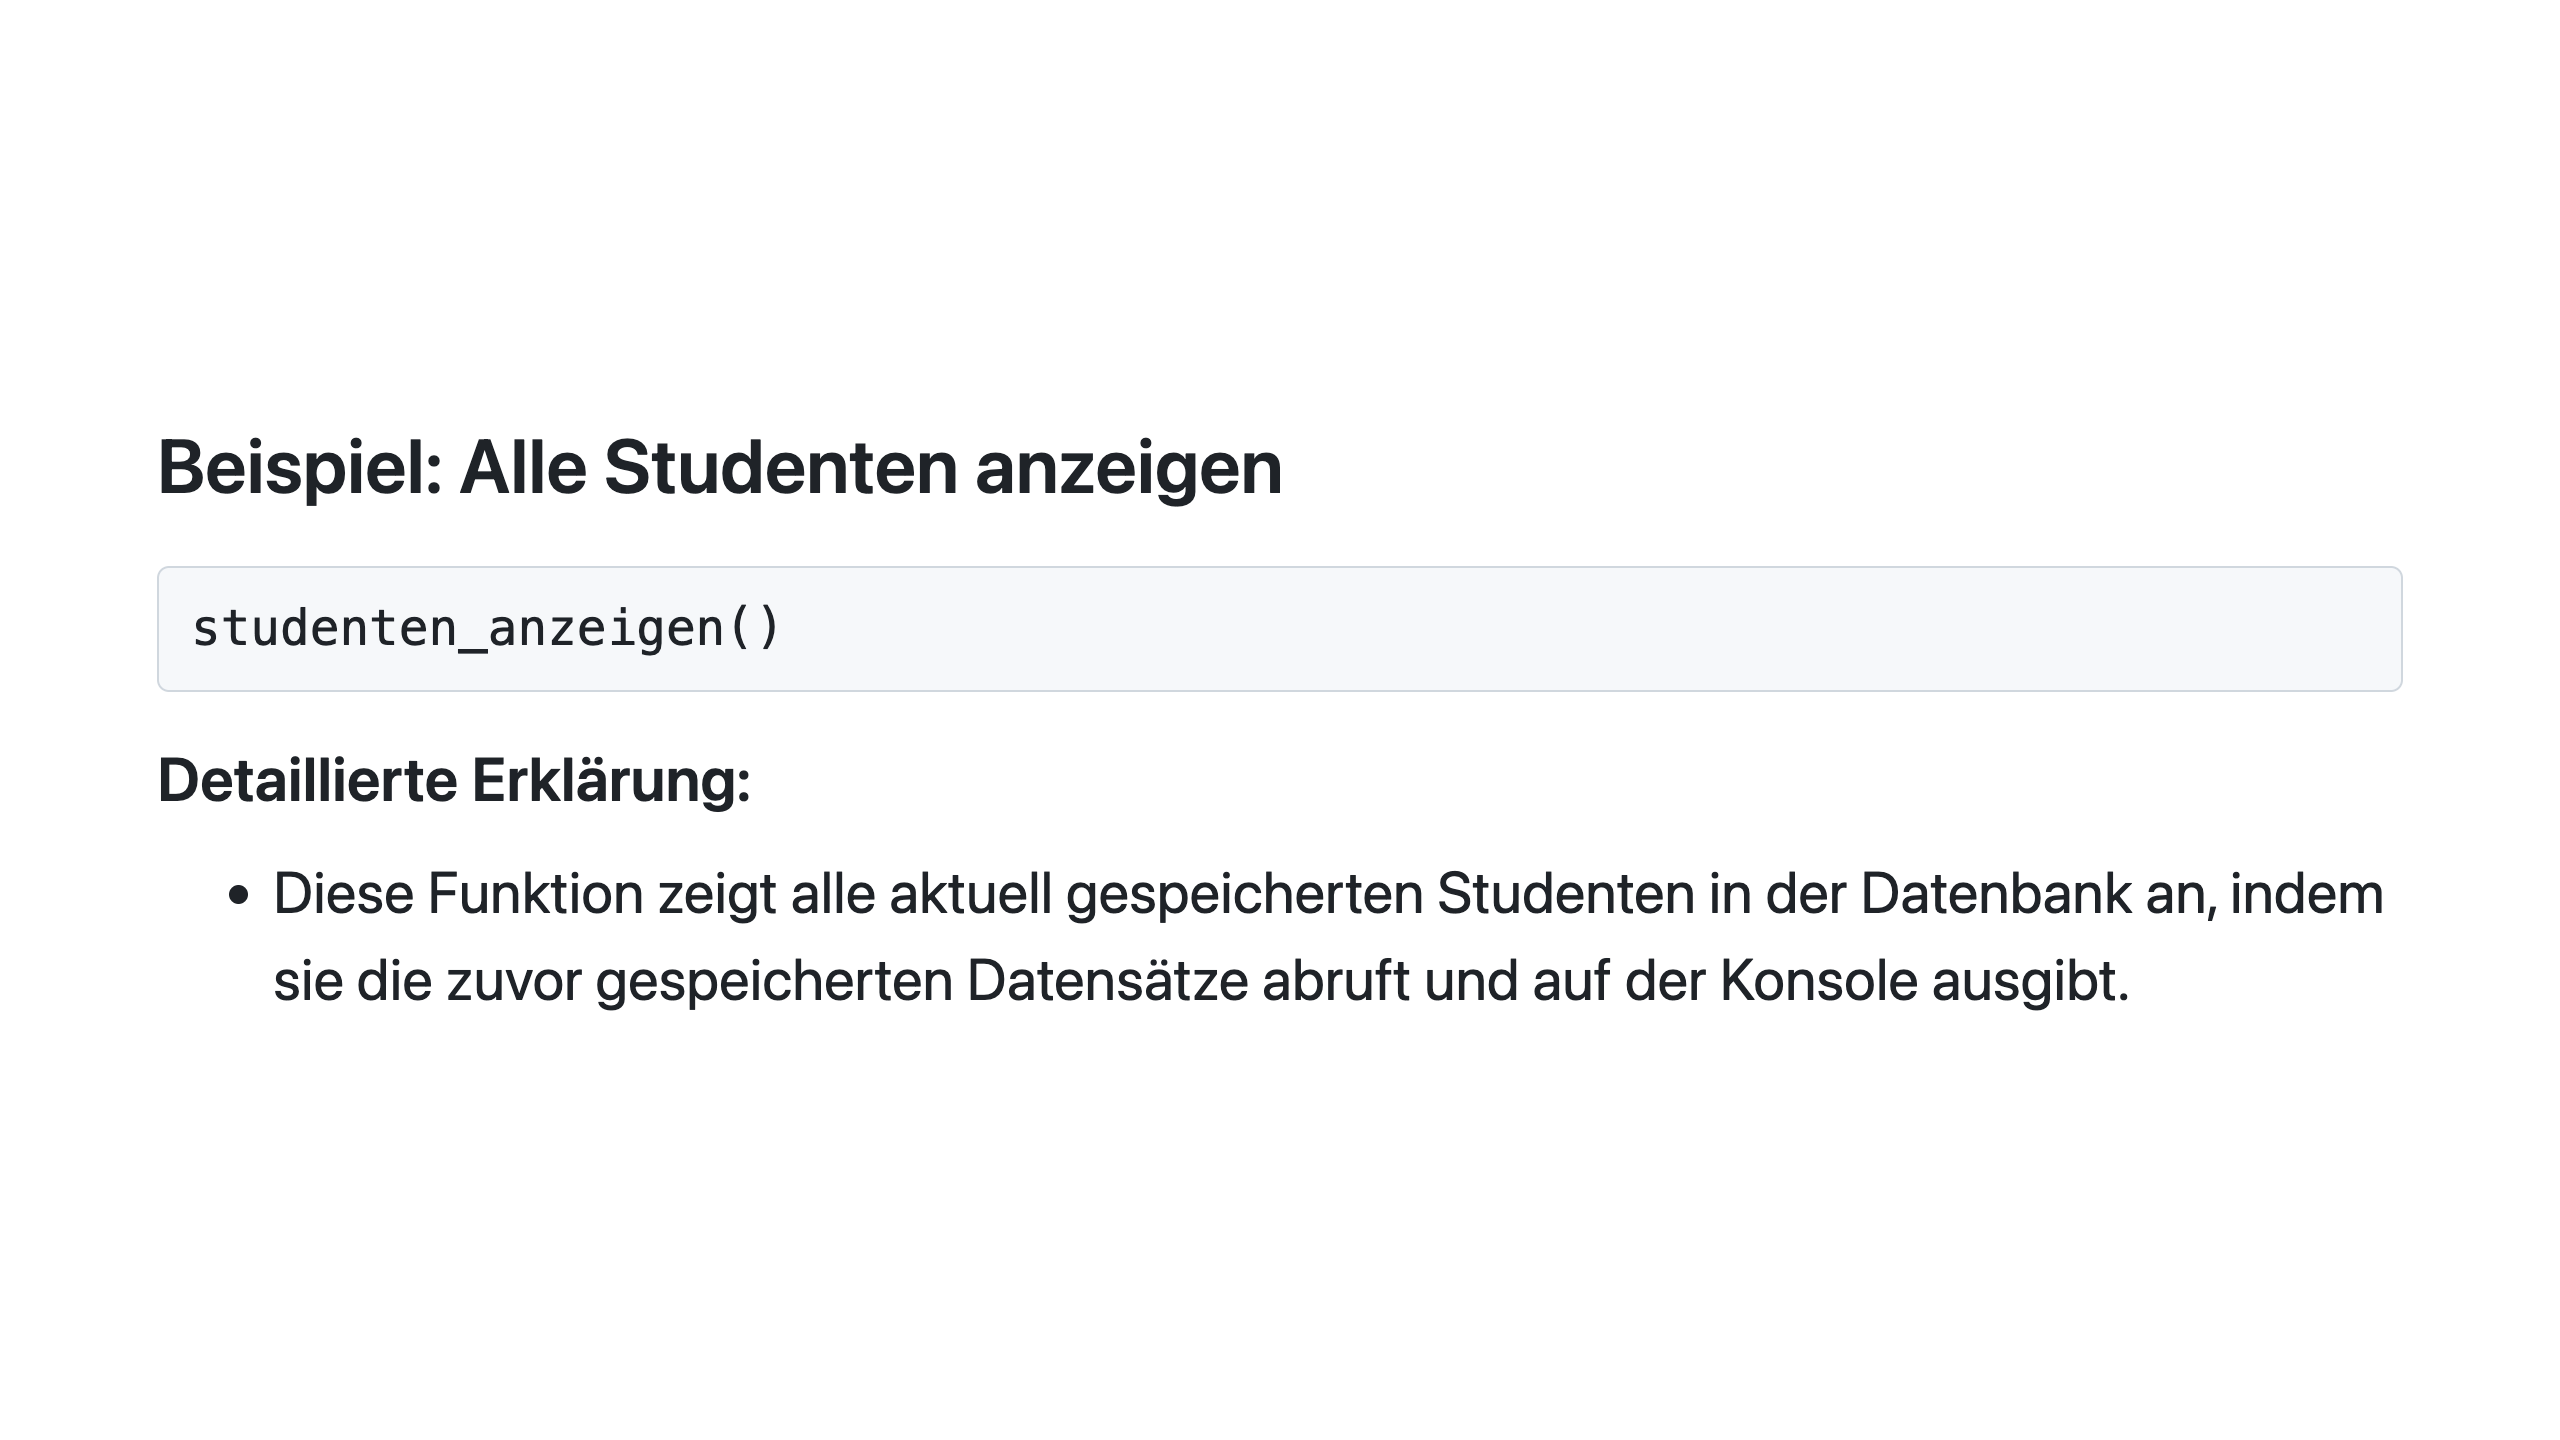 Beispiel: Alle Studenten anzeigen
studenten_anzeigen()
Detaillierte Erklärung:
• Diese Funktion zeigt alle aktuell gespeicherten Studenten in der Datenbank an, indem
sie die zuvor gespeicherten Datensätze abruft und auf der Konsole ausgibt.